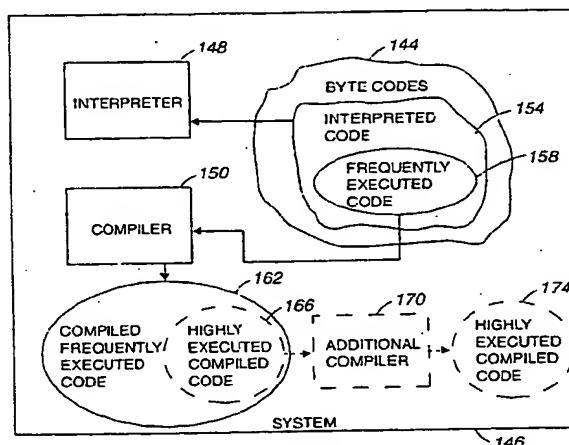 144
148
BYTE CODES
154
INTERPRETER
INTERPRETED
CODE
158
FREQUENTLY
EXECUTED
CODE
150
COMPILER
162
166
170
174
COMPILED
FREQUENTLY
EXECUTED
CODE
HIGHLY
EXECUTED
COMPILED
CODE
ADDITIONAL
COMPILER
HIGHLY
EXECUTED
COMPILED
CODE
SYSTEM
146